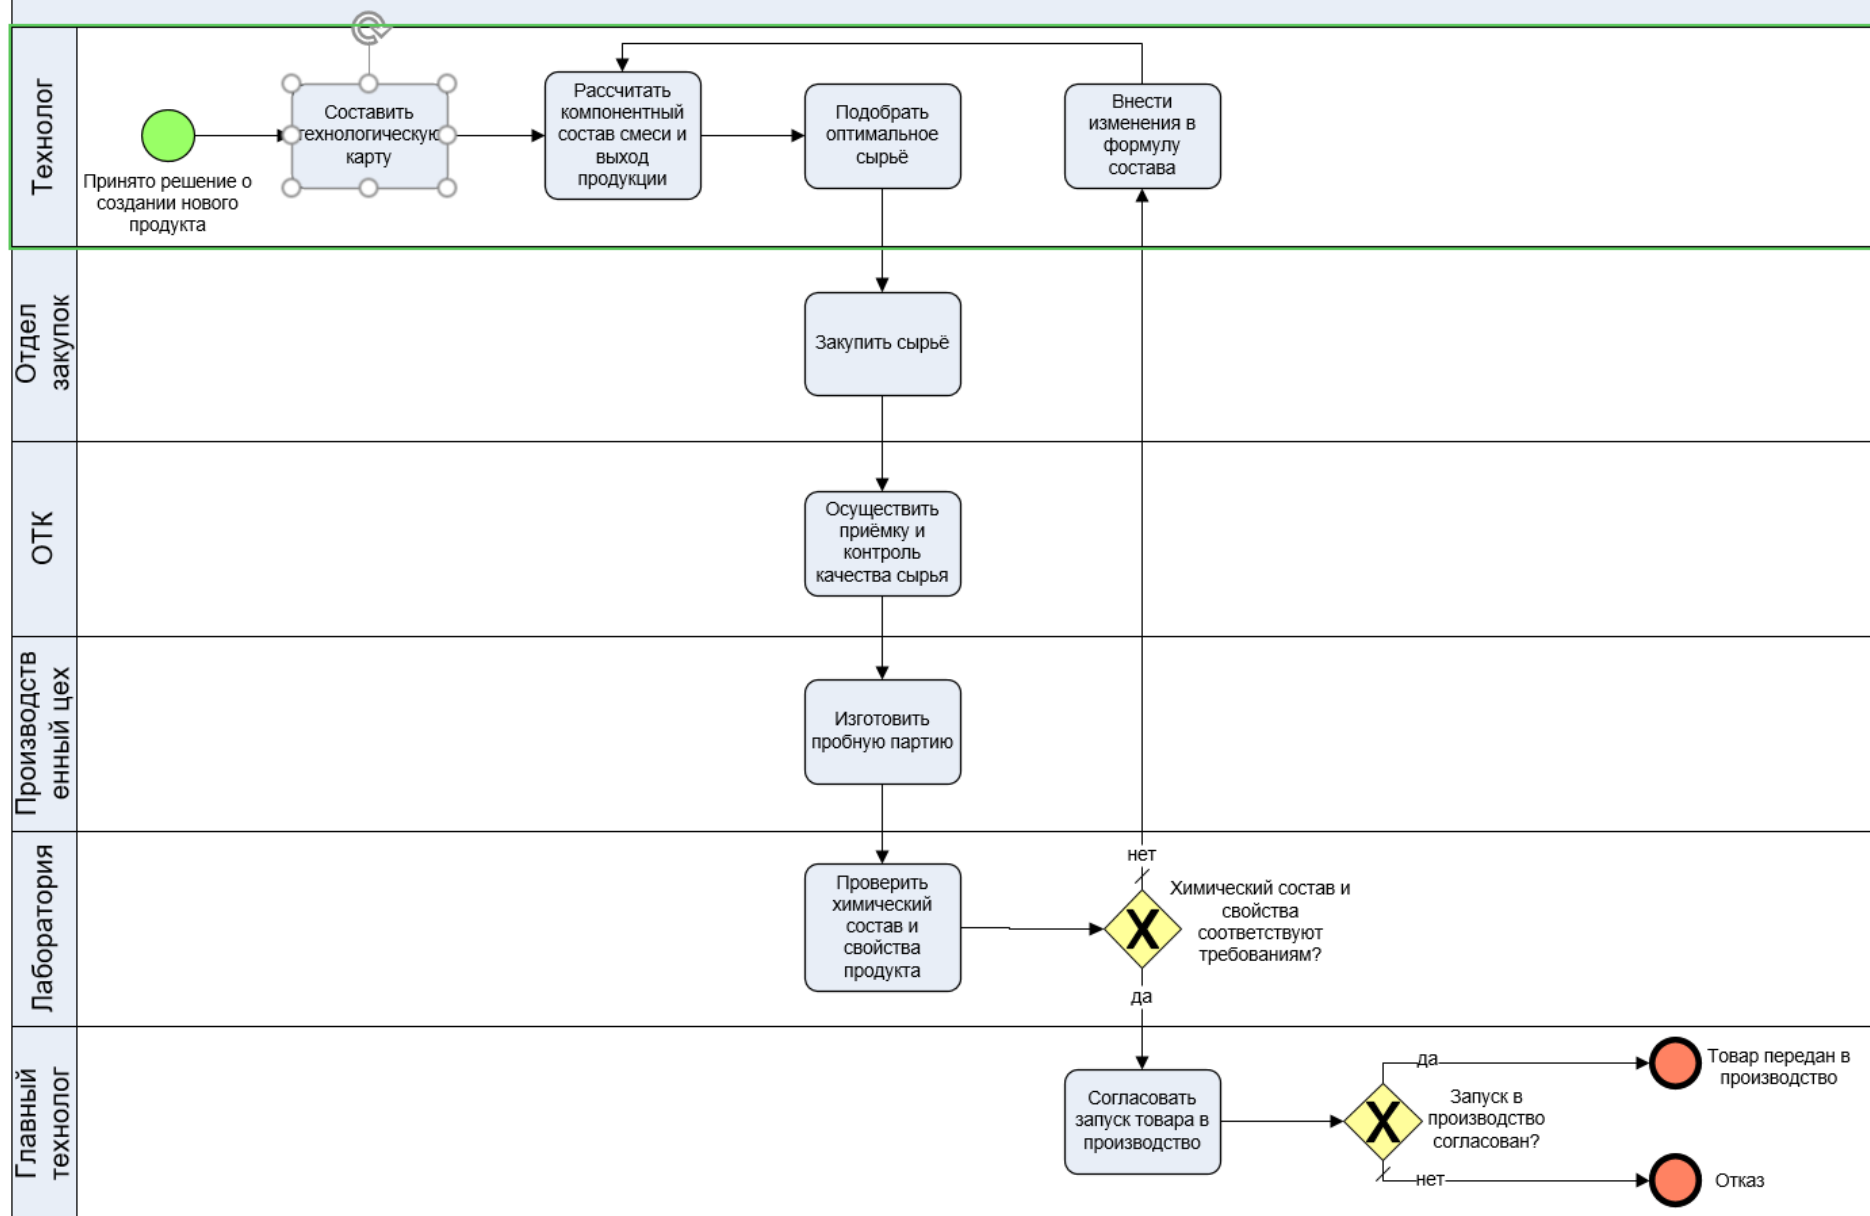 Технолог
Принято решение о
создании нового
продукта
Составить
технологическую
карту
Рассчитать
компонентный
состав смеси и
выход
продукции
Подобрать
оптимальное
сырьё
Внести
изменения в
формулу
состава
Отдел
закупок
Закупить сырьё
ОТК
Осуществить
приёмку и
контроль
качества сырья
Производств
енный цех
Изготовить
пробную партию
Лаборатория
Проверить
химический
состав и
свойства
продукта
нет
Химический состав и
свойства
соответствуют
требованиям?
да
Главный
технолог
Согласовать
запуск товара в
производство
да
Запуск в
производство
согласован?
нет
Товар передан в
производство
Отказ